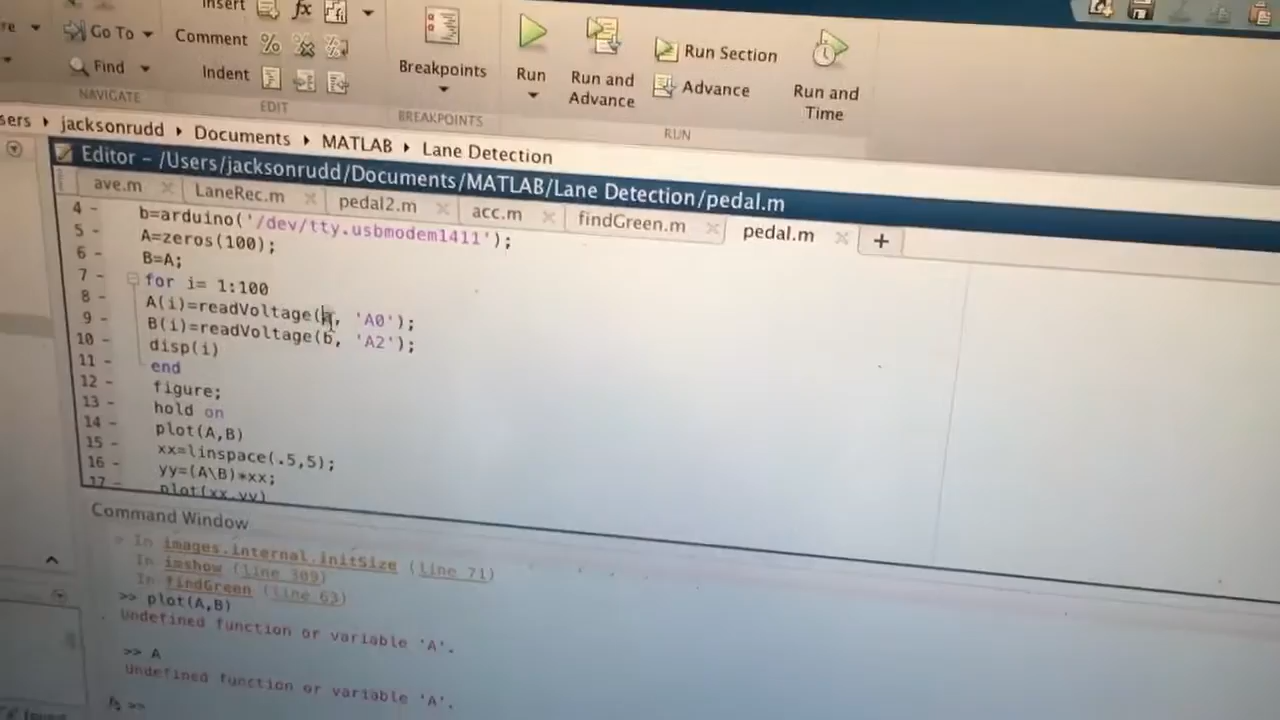 Insert
Go To
Comment
Find
Indent
Breakpoints
Run
Run and Advance
Run Section
Advance
Run and Time
NAVIGATE
EDIT
BREAKPOINTS
RUN
jacksonrudd Documents MATLAB Lane Detection
Editor - /Users/jacksonrudd/Documents/MATLAB/Lane Detection/pedal.m
ave.m LaneRec.m pedal2.m acc.m findGreen.m pedal.m +
4 - b=arduino('/dev/tty.usbmodem1411');
5 - A=zeros(100);
6 - B=A;
7 - for i= 1:100
8 - A(i)=readVoltage( , 'A0');
9 - B(i)=readVoltage(b, 'A2');
10 - disp(i)
11 - end
12 - figure;
13 - hold on
14 - plot(A,B)
15 - xx=linspace(.5,5);
16 - yy=(A\B)*xx;
17 - plot(xx,yy)
Command Window
In images.internal.initSize (line 71)
In imshow (line 309)
In findGreen (line 63)
>> plot(A,B)
Undefined function or variable 'A'.
>> A
Undefined function or variable 'A'.
>>